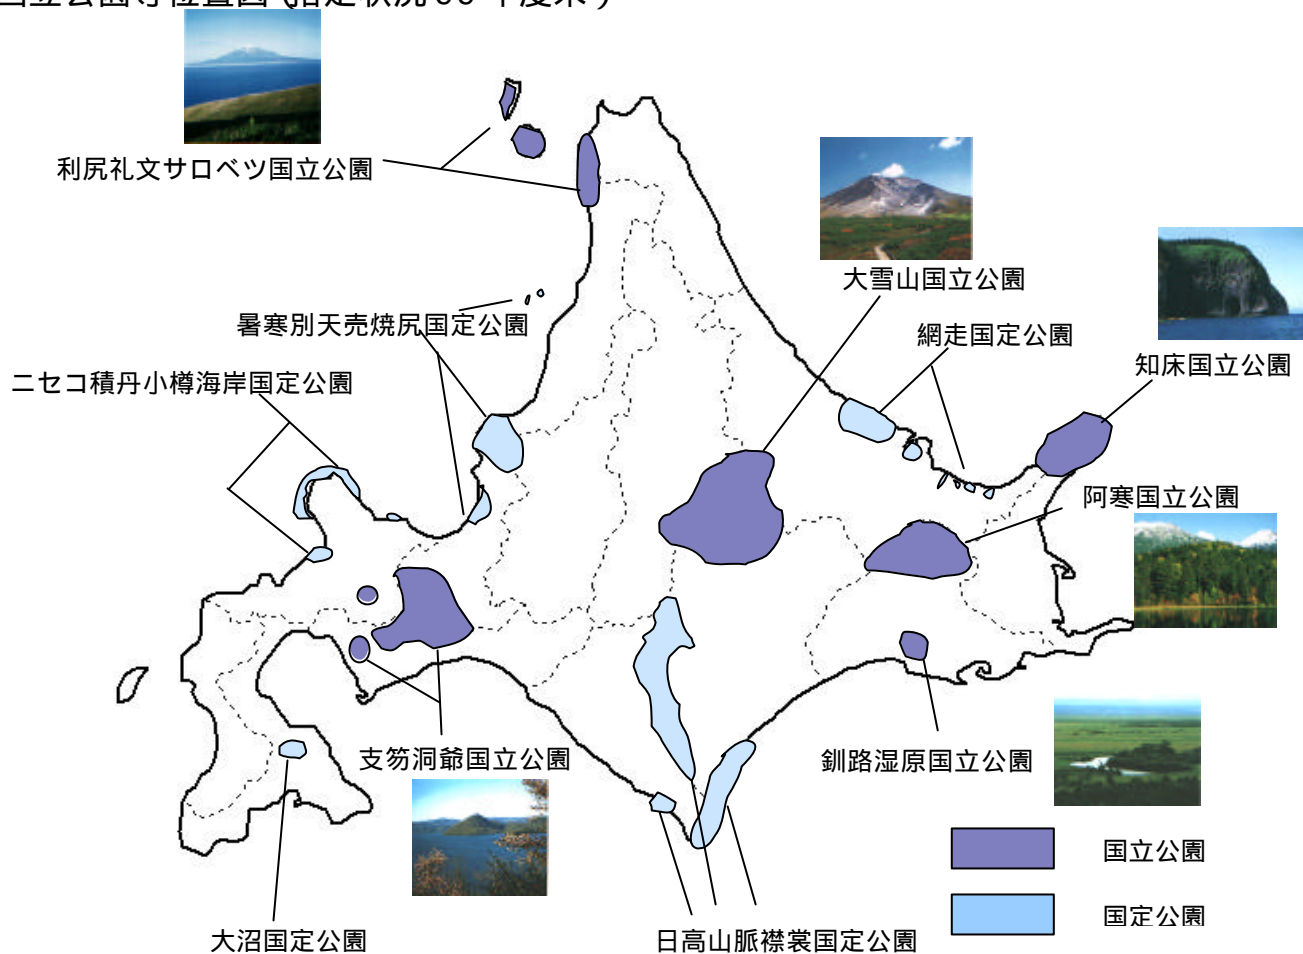 利尻礼文サロベツ国立公園
大雪山国立公園
暑寒別天売焼尻国定公園
網走国定公園
知床国立公園
ニセコ積丹小樽海岸国定公園
阿寒国立公園
支笏洞爺国立公園
釧路湿原国立公園
国立公園
国定公園
大沼国定公園
日高山脈襟裳国定公園